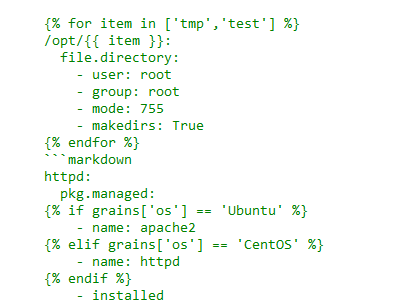 {% for item in ['tmp','test'] %}
/opt/{{ item }}:
  file.directory:
    - user: root
    - group: root
    - mode: 755
    - makedirs: True
{% endfor %}
```markdown
httpd:
  pkg.managed:
{% if grains['os'] == 'Ubuntu' %}
    - name: apache2
{% elif grains['os'] == 'CentOS' %}
    - name: httpd
{% endif %}
    - installed